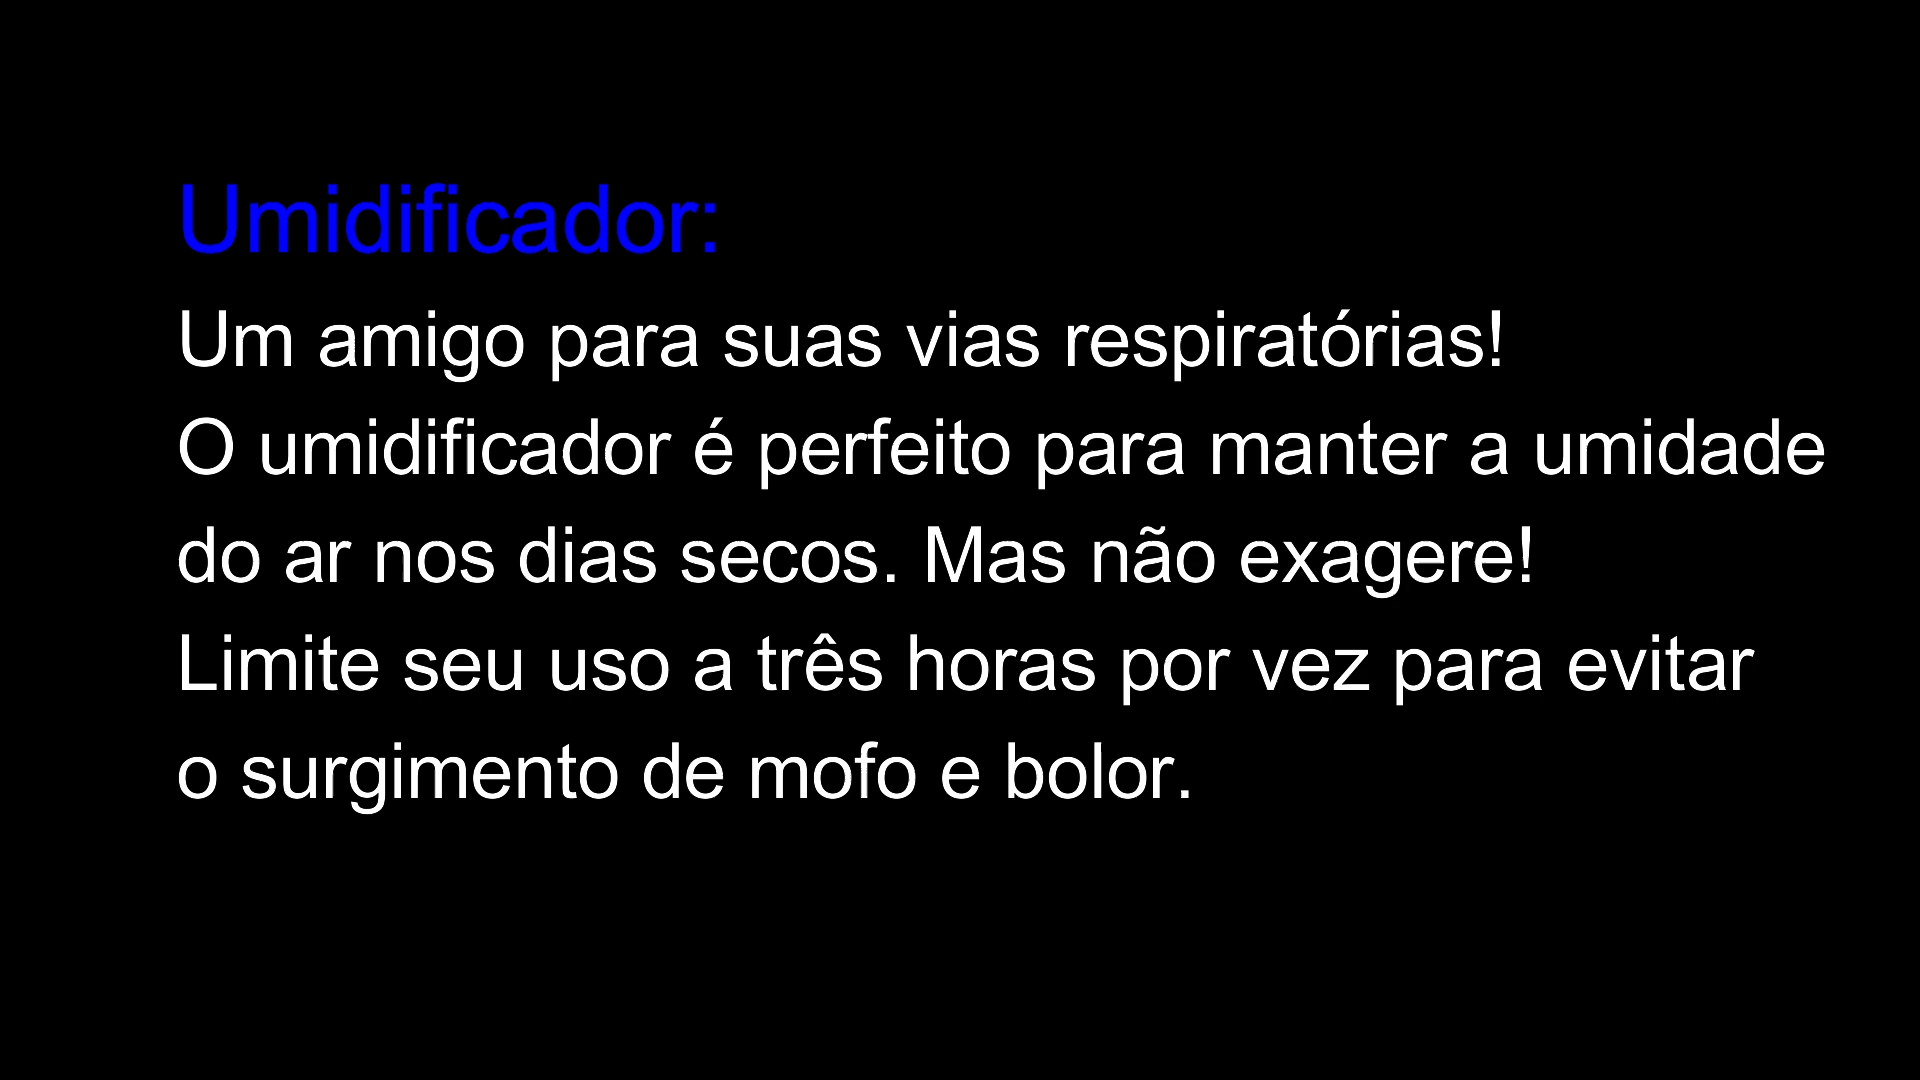 Umidificador:
Um amigo para suas vias respiratórias!
O umidificador é perfeito para manter a umidade
do ar nos dias secos. Mas não exagere!
Limite seu uso a três horas por vez para evitar
o surgimento de mofo e bolor.